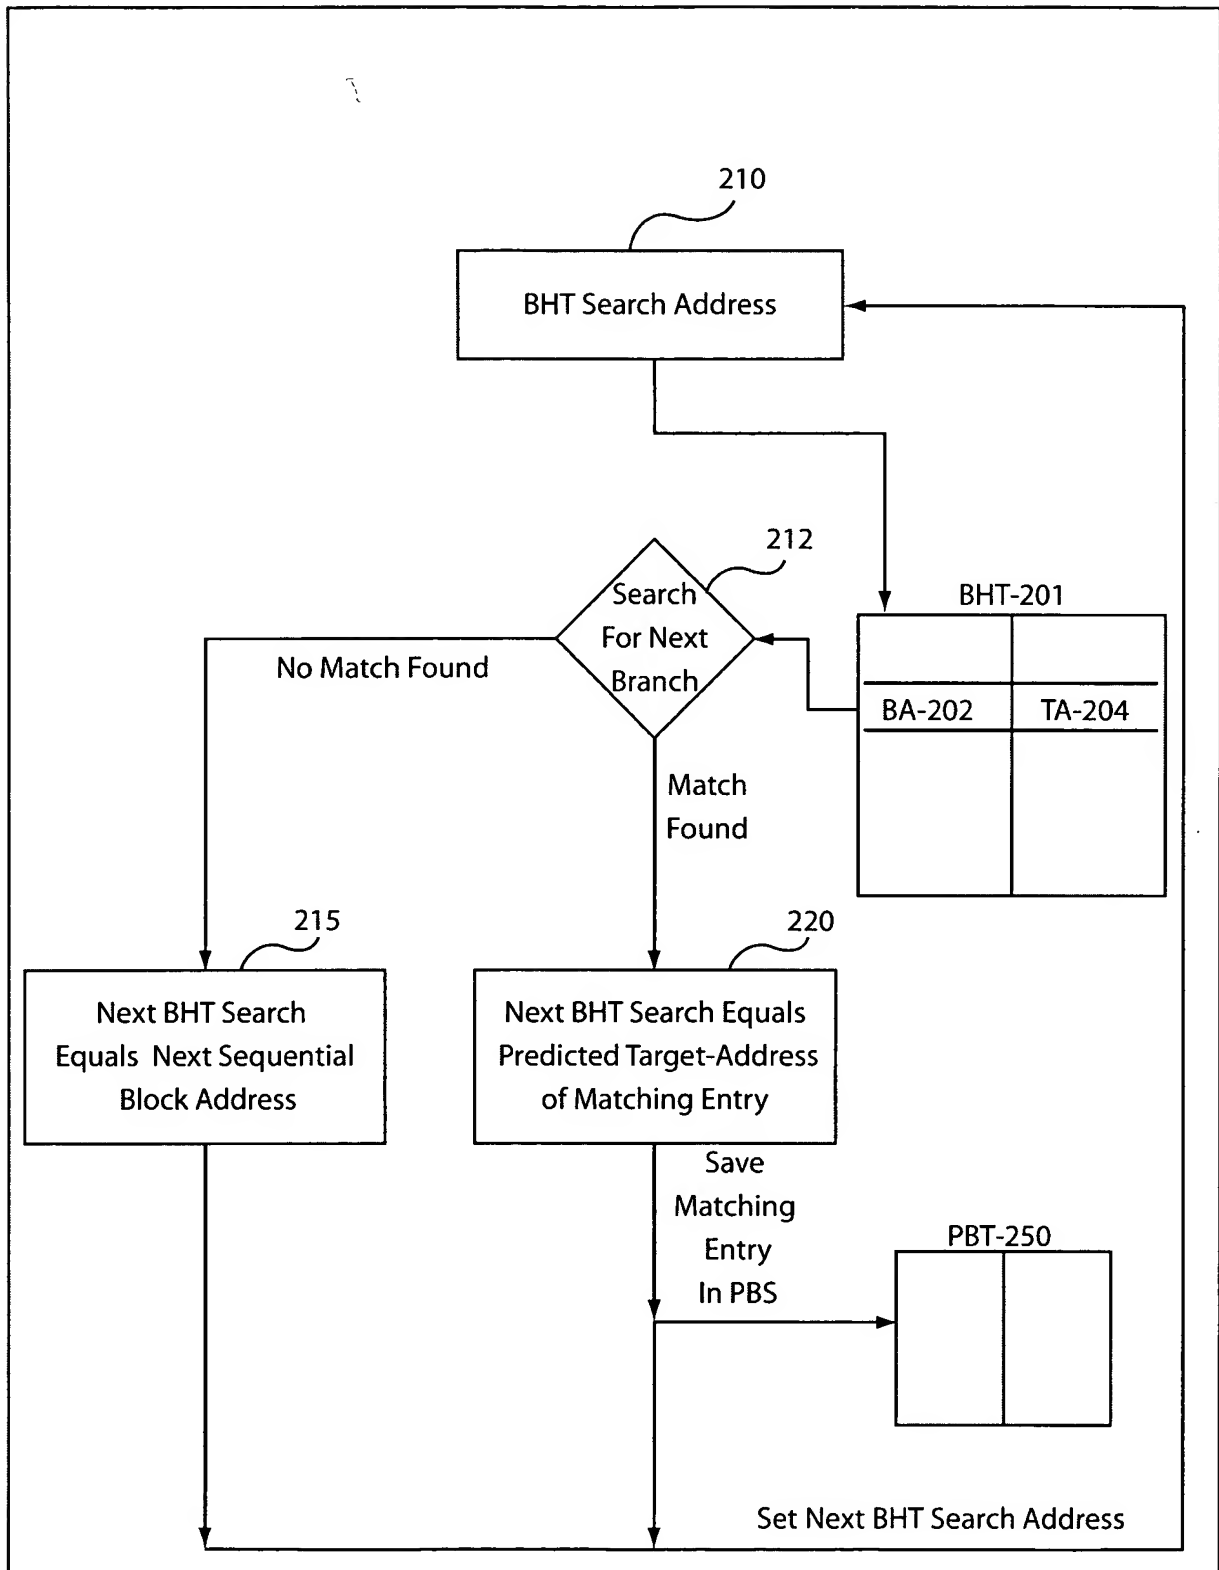 210
BHT Search Address
212
Search
For Next
Branch
BHT-201
No Match Found
BA-202 TA-204
Match
Found
215
220
Next BHT Search
Equals Next Sequential
Block Address
Next BHT Search Equals
Predicted Target-Address
of Matching Entry
Save
Matching
Entry
In PBS
PBT-250
Set Next BHT Search Address